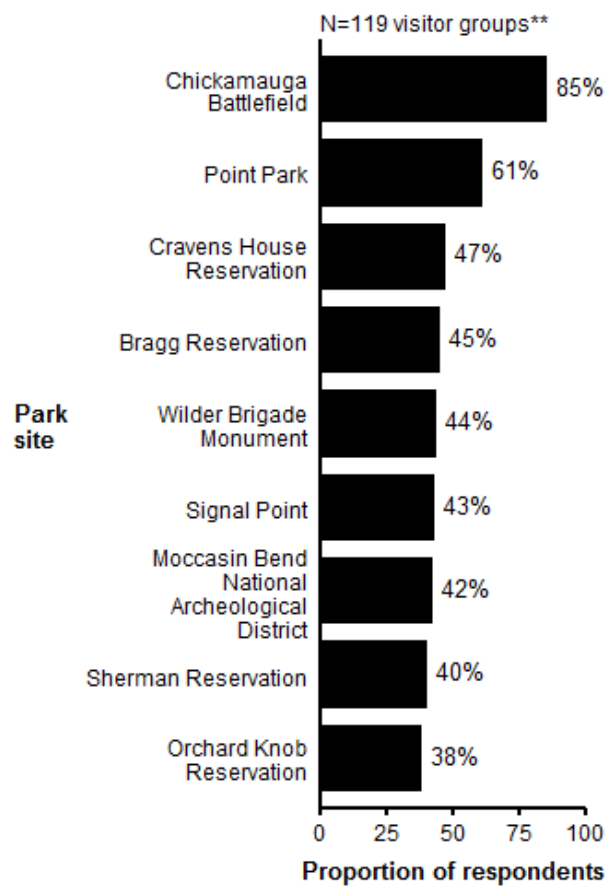 N=119 visitor groups**
Chickamauga
Battlefield
85%
Point Park
61%
Cravens House
Reservation
47%
Bragg Reservation
45%
Park
site
Wilder Brigade
Monument
44%
Signal Point
43%
Moccasin Bend
National
Archeological
District
42%
Sherman Reservation
40%
Orchard Knob
Reservation
38%
0 25 50 75 100
Proportion of respondents